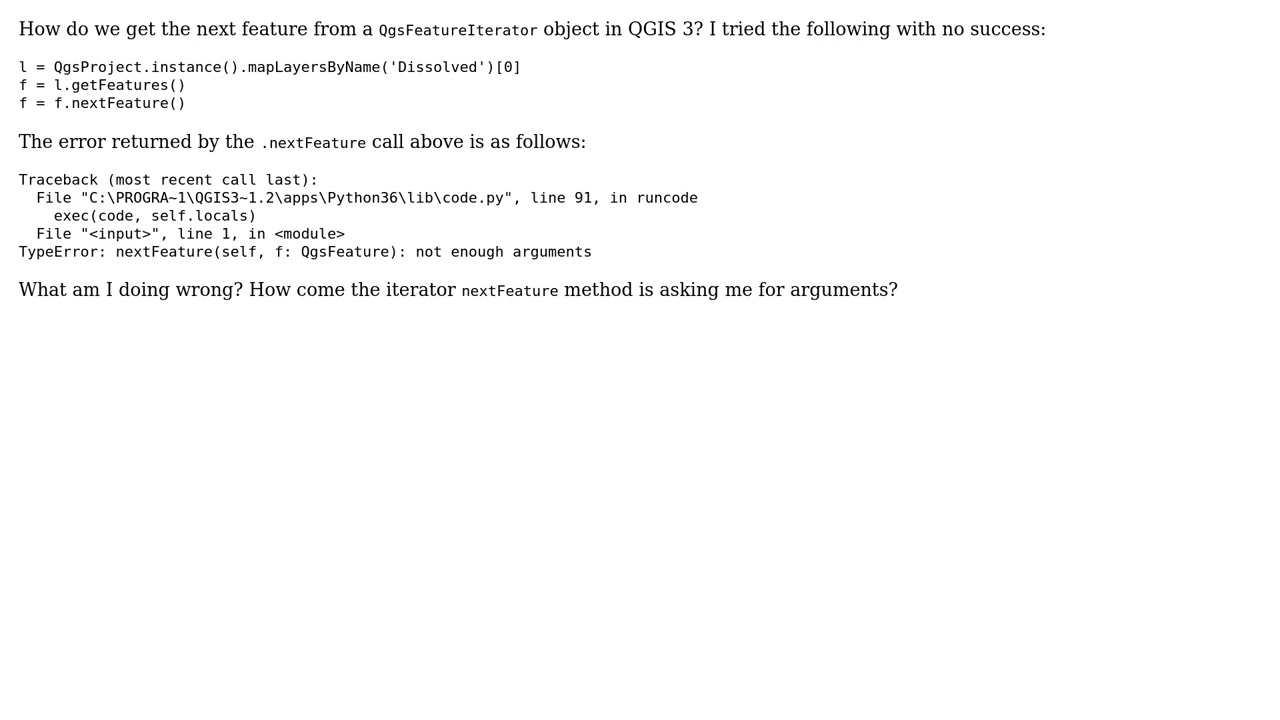 How do we get the next feature from a QgsFeatureIterator object in QGIS 3? I tried the following with no success:
l = QgsProject.instance().mapLayersByName('Dissolved')[0]
f = l.getFeatures()
f = f.nextFeature()
The error returned by the .nextFeature call above is as follows:
Traceback (most recent call last):
  File "C:\PROGRA~1\QGIS3~1.2\apps\Python36\lib\code.py", line 91, in runcode
    exec(code, self.locals)
  File "<input>", line 1, in <module>
TypeError: nextFeature(self, f: QgsFeature): not enough arguments
What am I doing wrong? How come the iterator nextFeature method is asking me for arguments?